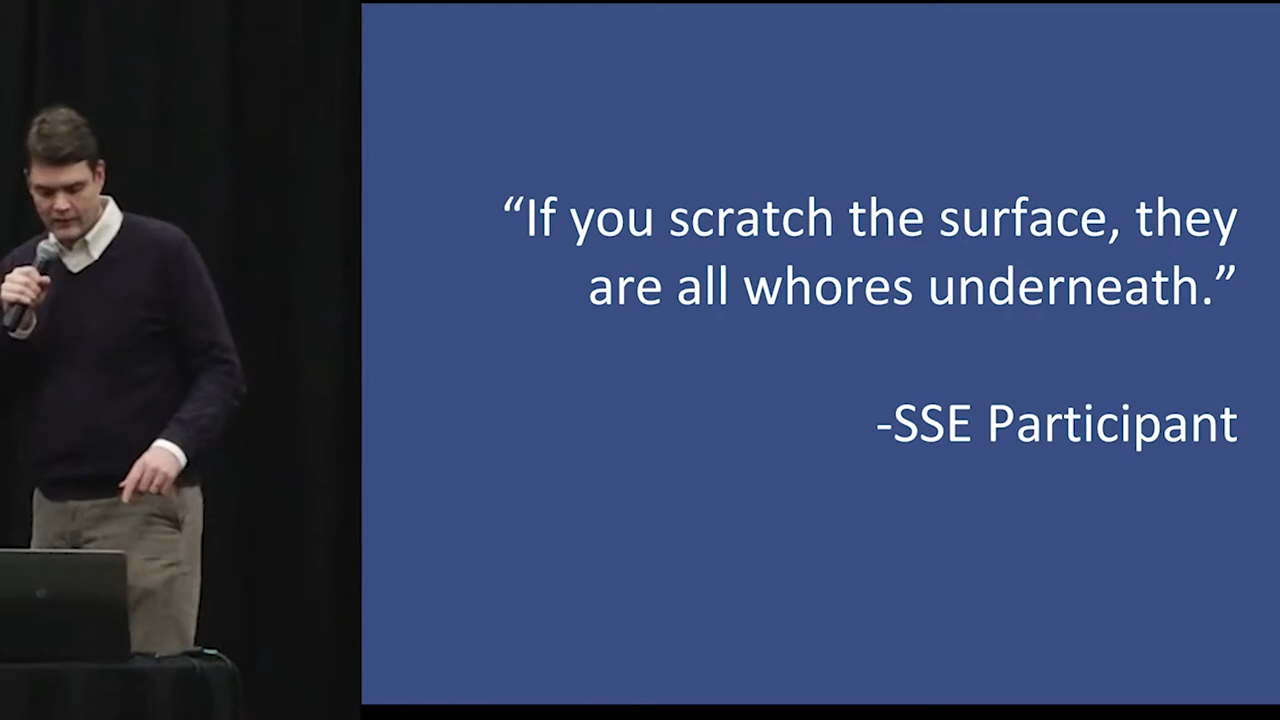 “If you scratch the surface, they
are all whores underneath.”
-SSE Participant